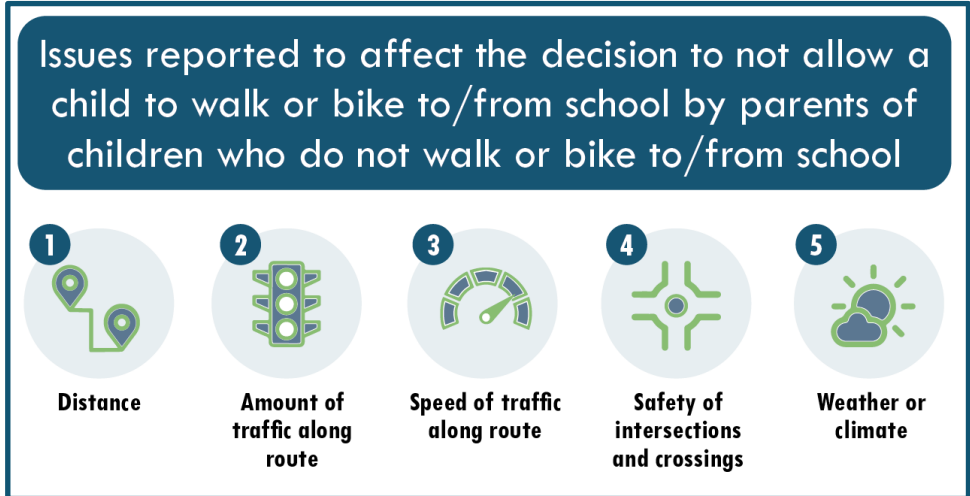 Issues reported to affect the decision to not allow a
child to walk or bike to/from school by parents of
children who do not walk or bike to/from school
1
Distance
2
Amount of
traffic along
route
3
Speed of traffic
along route
4
Safety of
intersections
and crossings
5
Weather or
climate